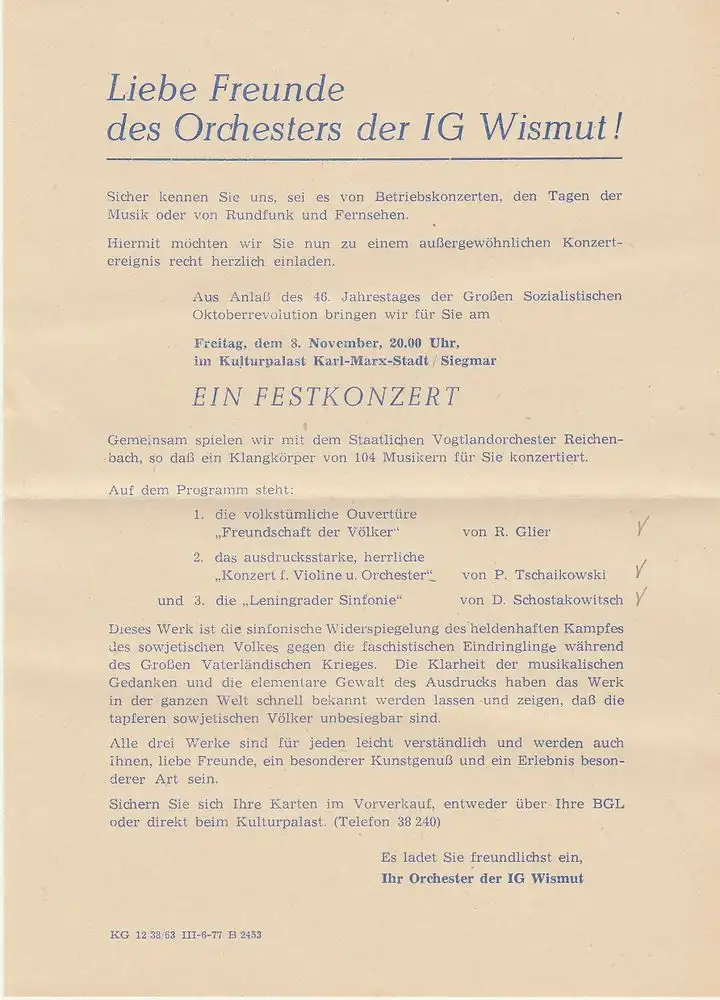 Liebe Freunde
des Orchesters der IG Wismut!
Sicher kennen Sie uns, sei es von Betriebskonzerten, den Tagen der
Musik oder von Rundfunk und Fernsehen.
Hiermit möchten wir Sie nun zu einem außergewöhnlichen Konzert-
ereignis recht herzlich einladen.
Aus Anlaß des 46. Jahrestages der Großen Sozialistischen
Oktoberrevolution bringen wir für Sie am
Freitag, dem 8. November, 20.00 Uhr,
im Kulturpalast Karl-Marx-Stadt / Siegmar
EIN FESTKONZERT
Gemeinsam spielen wir mit dem Staatlichen Vogtlandorchester Reichen-
bach, so daß ein Klangkörper von 104 Musikern für Sie konzertiert.
Auf dem Programm steht:
1. die volkstümliche Ouvertüre
„Freundschaft der Völker“ von R. Glier
2. das ausdrucksstarke, herrliche
„Konzert f. Violine u. Orchester“ von P. Tschaikowski
und 3. die „Leningrader Sinfonie“ von D. Schostakowitsch
Dieses Werk ist die sinfonische Widerspiegelung des heldenhaften Kampfes
des sowjetischen Volkes gegen die faschistischen Eindringlinge während
des Großen Vaterländischen Krieges. Die Klarheit der musikalischen
Gedanken und die elementare Gewalt des Ausdrucks haben das Werk
in der ganzen Welt schnell bekannt werden lassen und zeigen, daß die
tapferen sowjetischen Völker unbesiegbar sind.
Alle drei Werke sind für jeden leicht verständlich und werden auch
Ihnen, liebe Freunde, ein besonderer Kunstgenuß und ein Erlebnis beson-
derer Art sein.
Sichern Sie sich Ihre Karten im Vorverkauf, entweder über Ihre BGL
oder direkt beim Kulturpalast. (Telefon 38 240)
Es ladet Sie freundlichst ein,
Ihr Orchester der IG Wismut
KG 12 38/63 III-6-77 B 2453